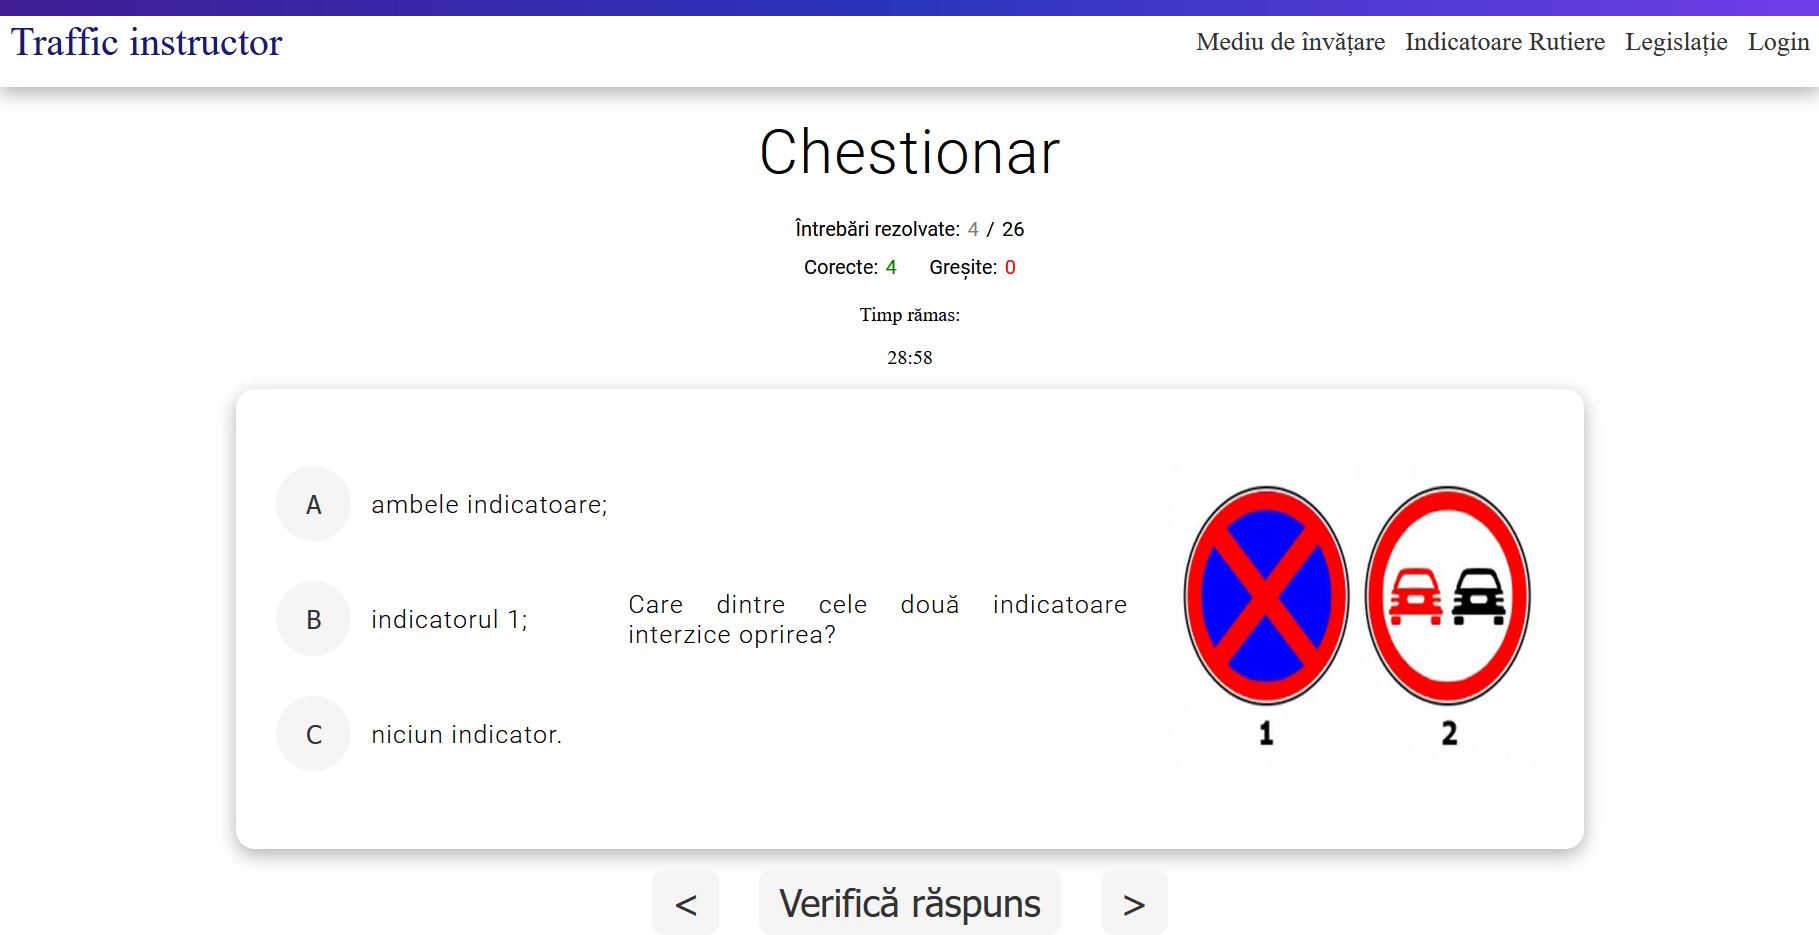 Traffic instructor
Mediu de învățare Indicatoare Rutiere Legislație Login
Chestionar
Întrebări rezolvate: 4 / 26
Corecte: 4 Greșite: 0
Timp rămas:
28:58
A ambele indicatoare;
B indicatorul 1;
C niciun indicator.
Care dintre cele două indicatoare
interzice oprirea?
1 2
< Verifică răspuns >